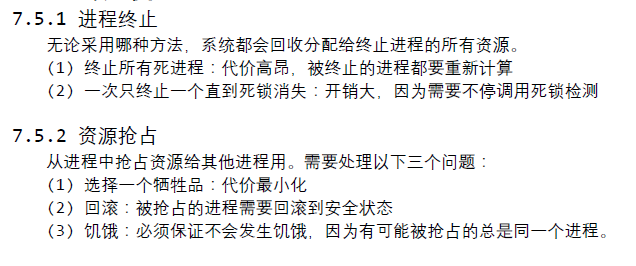 7.5.1 进程终止
无论采用哪种方法，系统都会回收分配给终止进程的所有资源。
(1) 终止所有死进程：代价高昂，被终止的进程都要重新计算
(2) 一次只终止一个直到死锁消失：开销大，因为需要不停调用死锁检测
7.5.2 资源抢占
从进程中抢占资源给其他进程用。需要处理以下三个问题：
(1) 选择一个牺牲品：代价最小化
(2) 回滚：被抢占的进程需要回滚到安全状态
(3) 饥饿：必须保证不会发生饥饿，因为有可能被抢占的总是同一个进程。